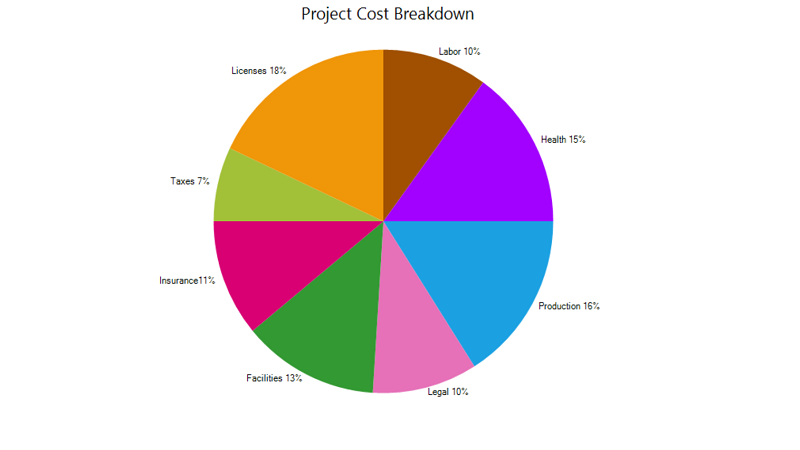 Project Cost Breakdown
Labor 10%
Licenses 18%
Health 15%
Taxes 7%
Insurance11%
Production 16%
Facilities 13%
Legal 10%